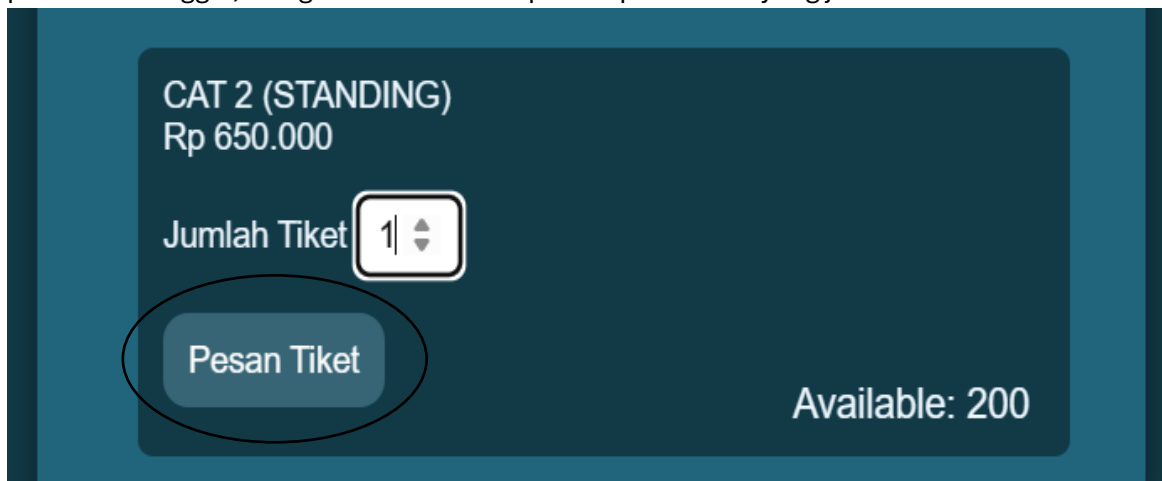 CAT 2 (STANDING)
Rp 650.000
Jumlah Tiket 1
Pesan Tiket
Available: 200